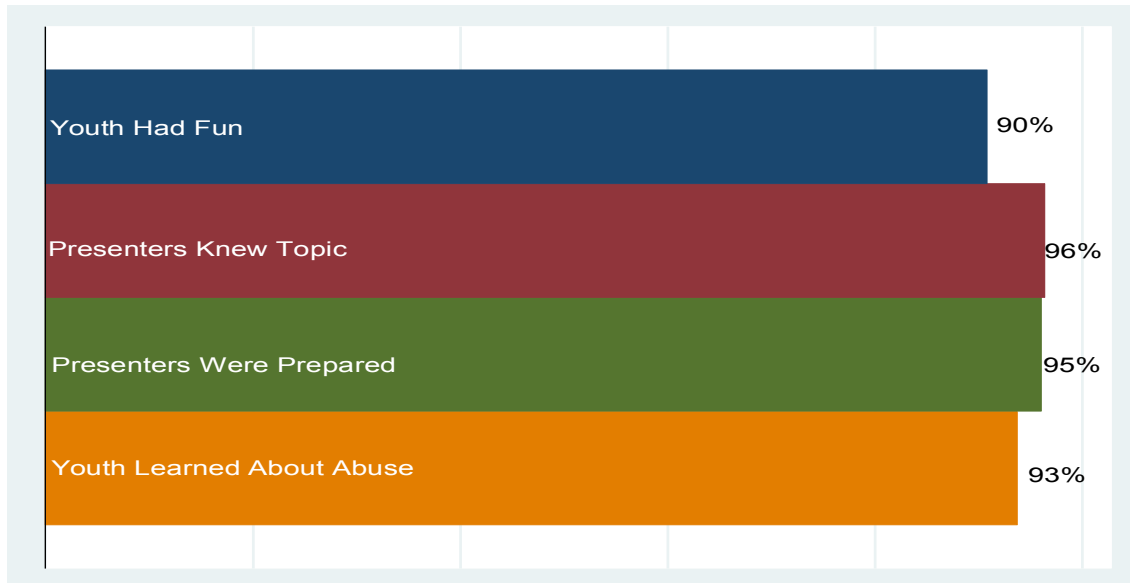 Youth Had Fun 90%
Presenters Knew Topic 96%
Presenters Were Prepared 95%
Youth Learned About Abuse 93%